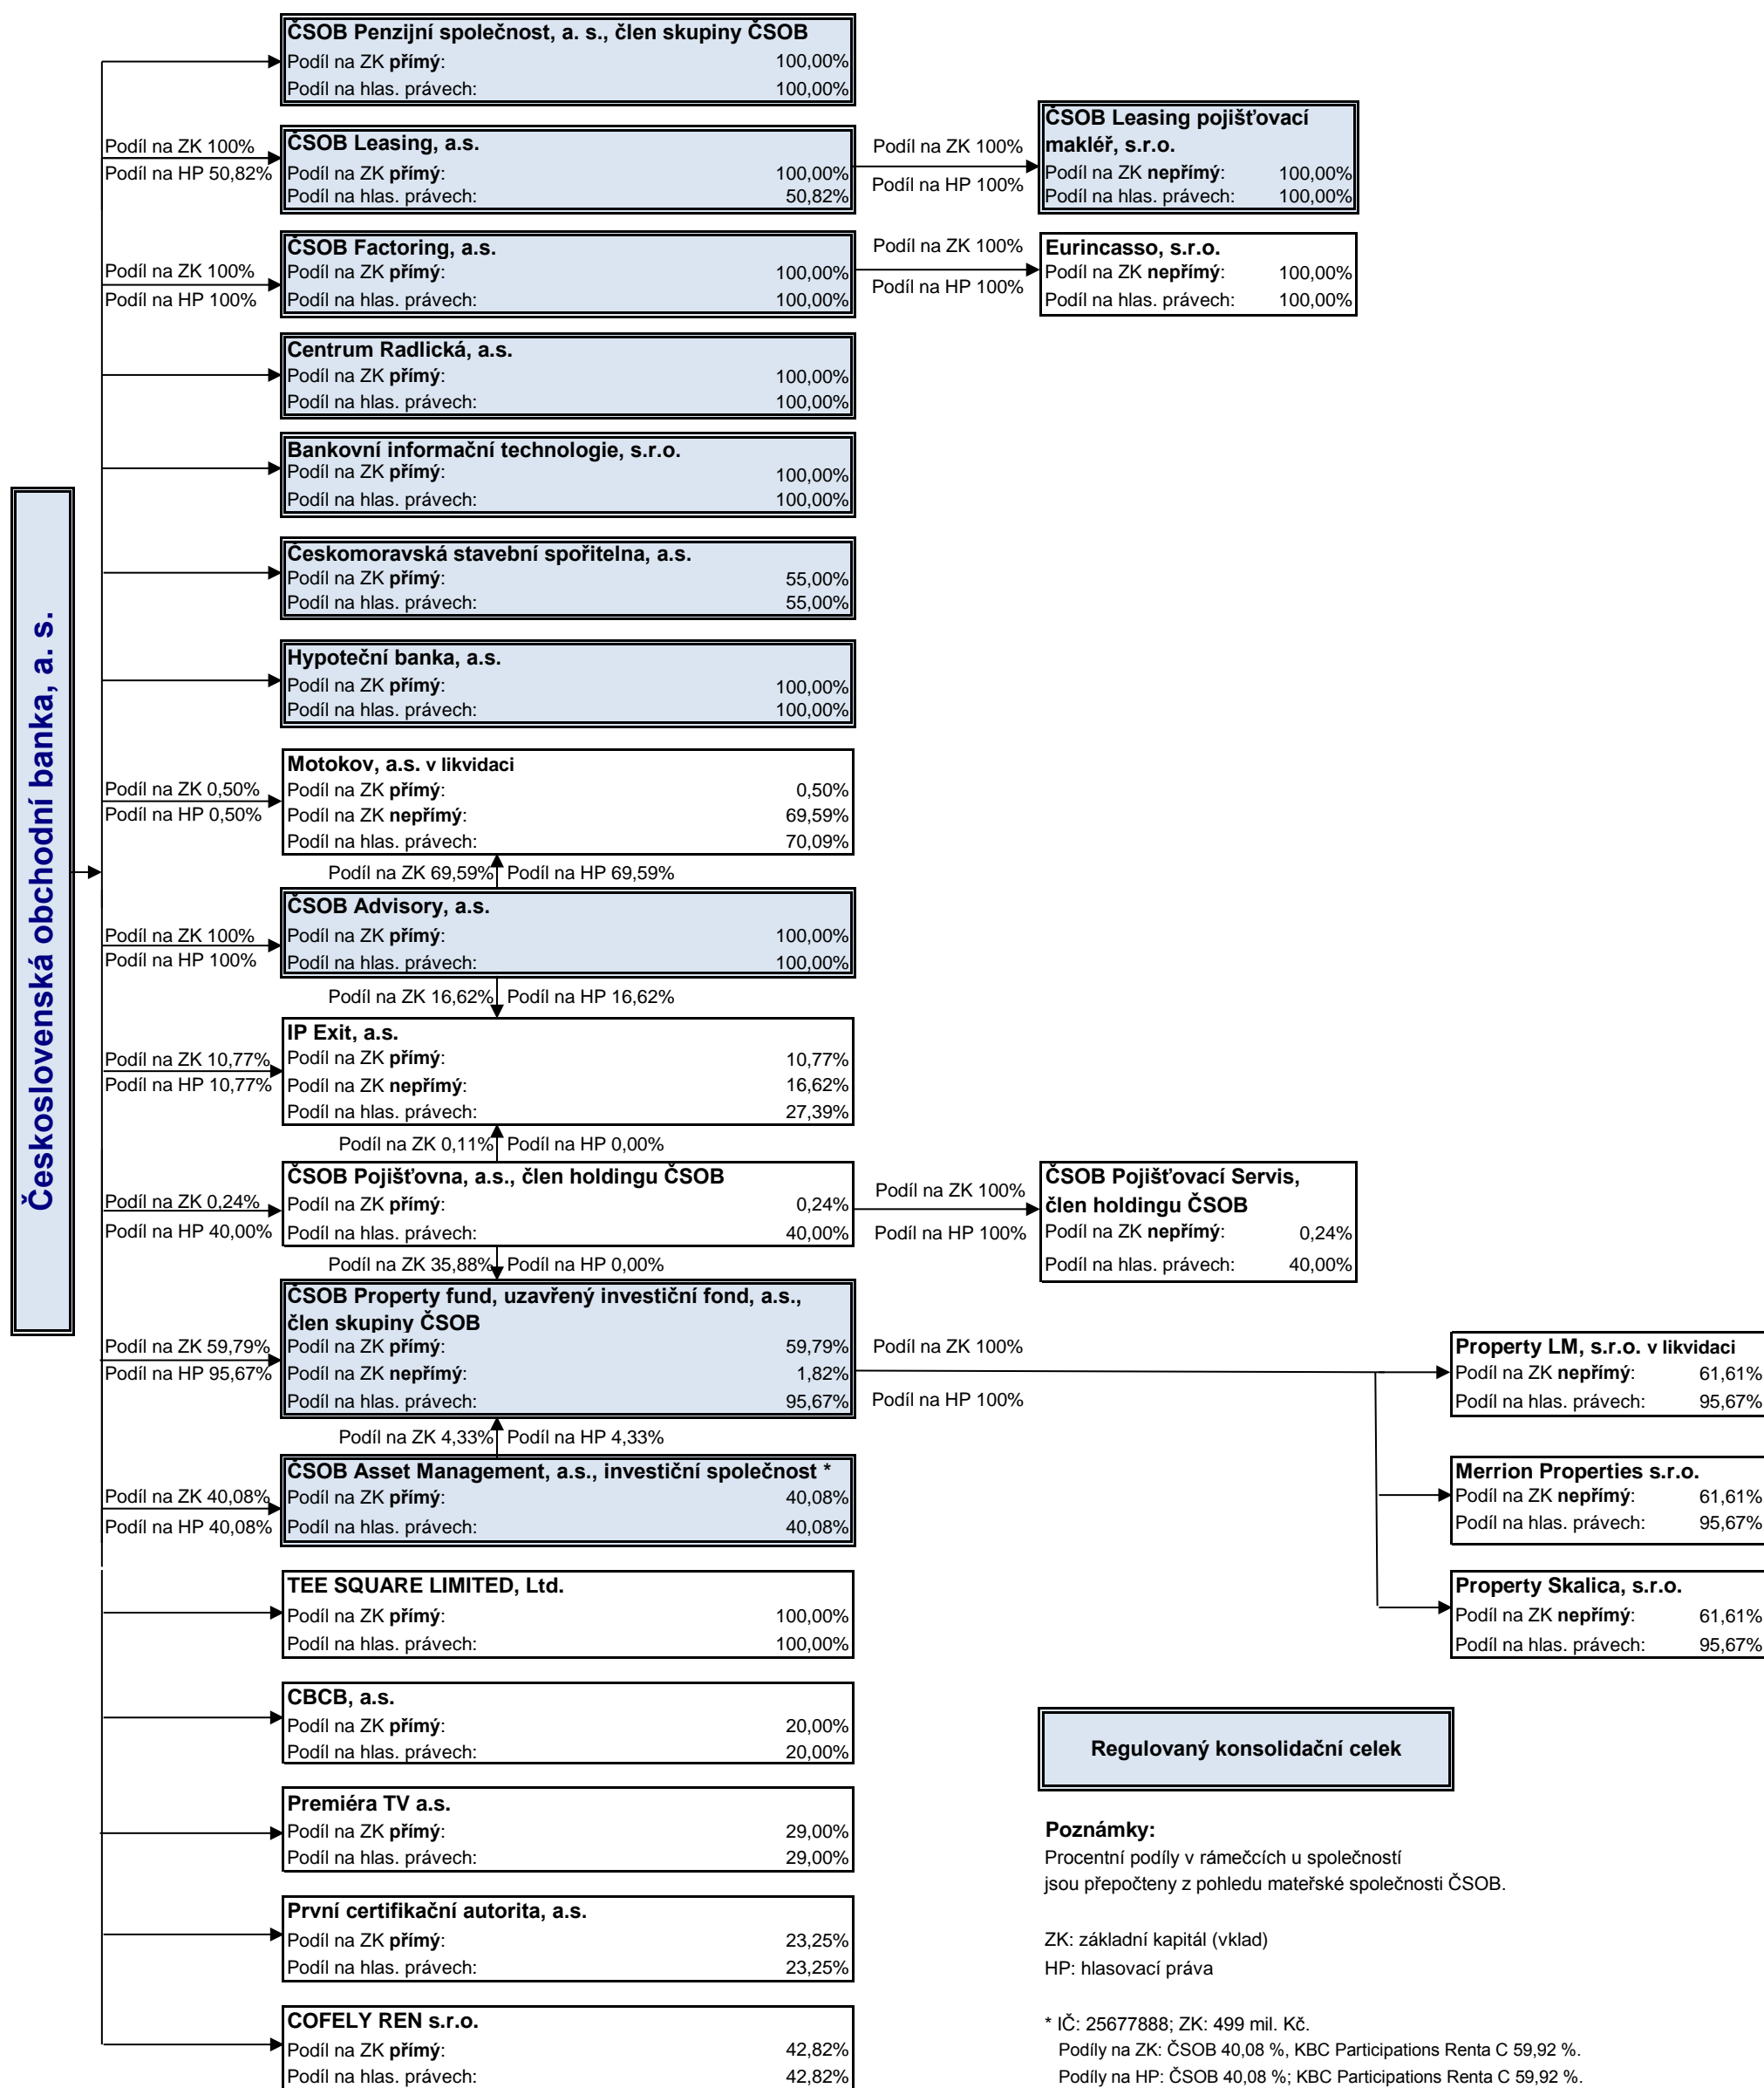 Československá obchodní banka, a. s.
ČSOB Penzijní společnost, a. s., člen skupiny ČSOB
Podíl na ZK přímý: 100,00%
Podíl na hlas. právech: 100,00%
Podíl na ZK 100%
Podíl na HP 50,82%
ČSOB Leasing, a.s.
Podíl na ZK přímý: 100,00%
Podíl na hlas. právech: 50,82%
Podíl na ZK 100%
Podíl na HP 100%
ČSOB Leasing pojišťovací
makléř, s.r.o.
Podíl na ZK nepřímý: 100,00%
Podíl na hlas. právech: 100,00%
Podíl na ZK 100%
Podíl na HP 100%
ČSOB Factoring, a.s.
Podíl na ZK přímý: 100,00%
Podíl na hlas. právech: 100,00%
Podíl na ZK 100%
Podíl na HP 100%
Eurincasso, s.r.o.
Podíl na ZK nepřímý: 100,00%
Podíl na hlas. právech: 100,00%
Centrum Radlická, a.s.
Podíl na ZK přímý: 100,00%
Podíl na hlas. právech: 100,00%
Bankovní informační technologie, s.r.o.
Podíl na ZK přímý: 100,00%
Podíl na hlas. právech: 100,00%
Českomoravská stavební spořitelna, a.s.
Podíl na ZK přímý: 55,00%
Podíl na hlas. právech: 55,00%
Hypoteční banka, a.s.
Podíl na ZK přímý: 100,00%
Podíl na hlas. právech: 100,00%
Podíl na ZK 0,50%
Podíl na HP 0,50%
Motokov, a.s. v likvidaci
Podíl na ZK přímý: 0,50%
Podíl na ZK nepřímý: 69,59%
Podíl na hlas. právech: 70,09%
Podíl na ZK 69,59% Podíl na HP 69,59%
Podíl na ZK 100%
Podíl na HP 100%
ČSOB Advisory, a.s.
Podíl na ZK přímý: 100,00%
Podíl na hlas. právech: 100,00%
Podíl na ZK 16,62% Podíl na HP 16,62%
Podíl na ZK 10,77%
Podíl na HP 10,77%
IP Exit, a.s.
Podíl na ZK přímý: 10,77%
Podíl na ZK nepřímý: 16,62%
Podíl na hlas. právech: 27,39%
Podíl na ZK 0,11% Podíl na HP 0,00%
Podíl na ZK 0,24%
Podíl na HP 40,00%
ČSOB Pojišťovna, a.s., člen holdingu ČSOB
Podíl na ZK přímý: 0,24%
Podíl na hlas. právech: 40,00%
Podíl na ZK 100%
Podíl na HP 100%
ČSOB Pojišťovací Servis,
člen holdingu ČSOB
Podíl na ZK nepřímý: 0,24%
Podíl na hlas. právech: 40,00%
Podíl na ZK 35,88% Podíl na HP 0,00%
Podíl na ZK 59,79%
Podíl na HP 95,67%
ČSOB Property fund, uzavřený investiční fond, a.s.,
člen skupiny ČSOB
Podíl na ZK přímý: 59,79%
Podíl na ZK nepřímý: 1,82%
Podíl na hlas. právech: 95,67%
Podíl na ZK 100%
Podíl na HP 100%
Property LM, s.r.o. v likvidaci
Podíl na ZK nepřímý: 61,61%
Podíl na hlas. právech: 95,67%
Podíl na ZK 4,33% Podíl na HP 4,33%
Podíl na ZK 40,08%
Podíl na HP 40,08%
ČSOB Asset Management, a.s., investiční společnost *
Podíl na ZK přímý: 40,08%
Podíl na hlas. právech: 40,08%
Merrion Properties s.r.o.
Podíl na ZK nepřímý: 61,61%
Podíl na hlas. právech: 95,67%
TEE SQUARE LIMITED, Ltd.
Podíl na ZK přímý: 100,00%
Podíl na hlas. právech: 100,00%
Property Skalica, s.r.o.
Podíl na ZK nepřímý: 61,61%
Podíl na hlas. právech: 95,67%
CBCB, a.s.
Podíl na ZK přímý: 20,00%
Podíl na hlas. právech: 20,00%
Regulovaný konsolidační celek
Premiéra TV a.s.
Podíl na ZK přímý: 29,00%
Podíl na hlas. právech: 29,00%
První certifikační autorita, a.s.
Podíl na ZK přímý: 23,25%
Podíl na hlas. právech: 23,25%
COFELY REN s.r.o.
Podíl na ZK přímý: 42,82%
Podíl na hlas. právech: 42,82%
Poznámky:
Procentní podíly v rámečcích u společností
jsou přepočteny z pohledu mateřské společnosti ČSOB.
ZK: základní kapitál (vklad)
HP: hlasovací práva
* IČ: 25677888; ZK: 499 mil. Kč.
Podíly na ZK: ČSOB 40,08 %, KBC Participations Renta C 59,92 %.
Podíly na HP: ČSOB 40,08 %; KBC Participations Renta C 59,92 %.